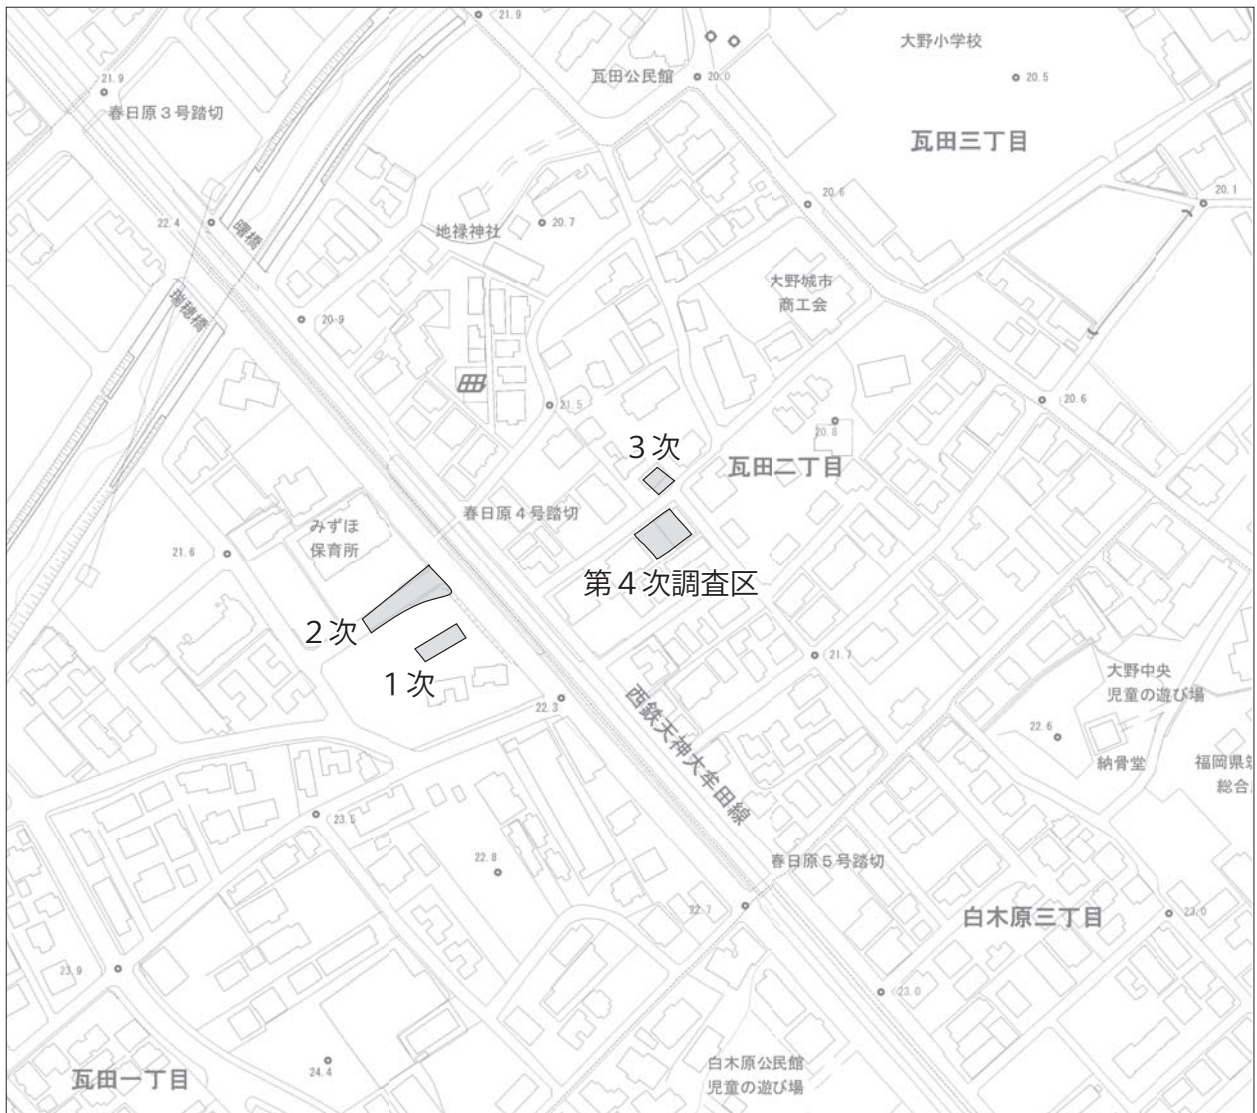 21.9
大野小学校
瓦田公民館
20.0
20.5
21.9
春日原3号踏切
瓦田三丁目
20.6
20.1
22.4
曙橋
地禄神社
20.7
大野城市
商工会
瑞穂橋
20.9
21.5
20.6
20.8
3次
瓦田二丁目
春日原4号踏切
みずほ
保育所
21.6
第4次調査区
2次
1次
21.7
大野中央
児童の遊び場
22.3
西鉄天神大牟田線
22.6
納骨堂
福岡県
総合
23.5
22.8
春日原5号踏切
22.7
白木原三丁目
23.0
23.9
23.0
24.4
瓦田一丁目
白木原公民館
児童の遊び場